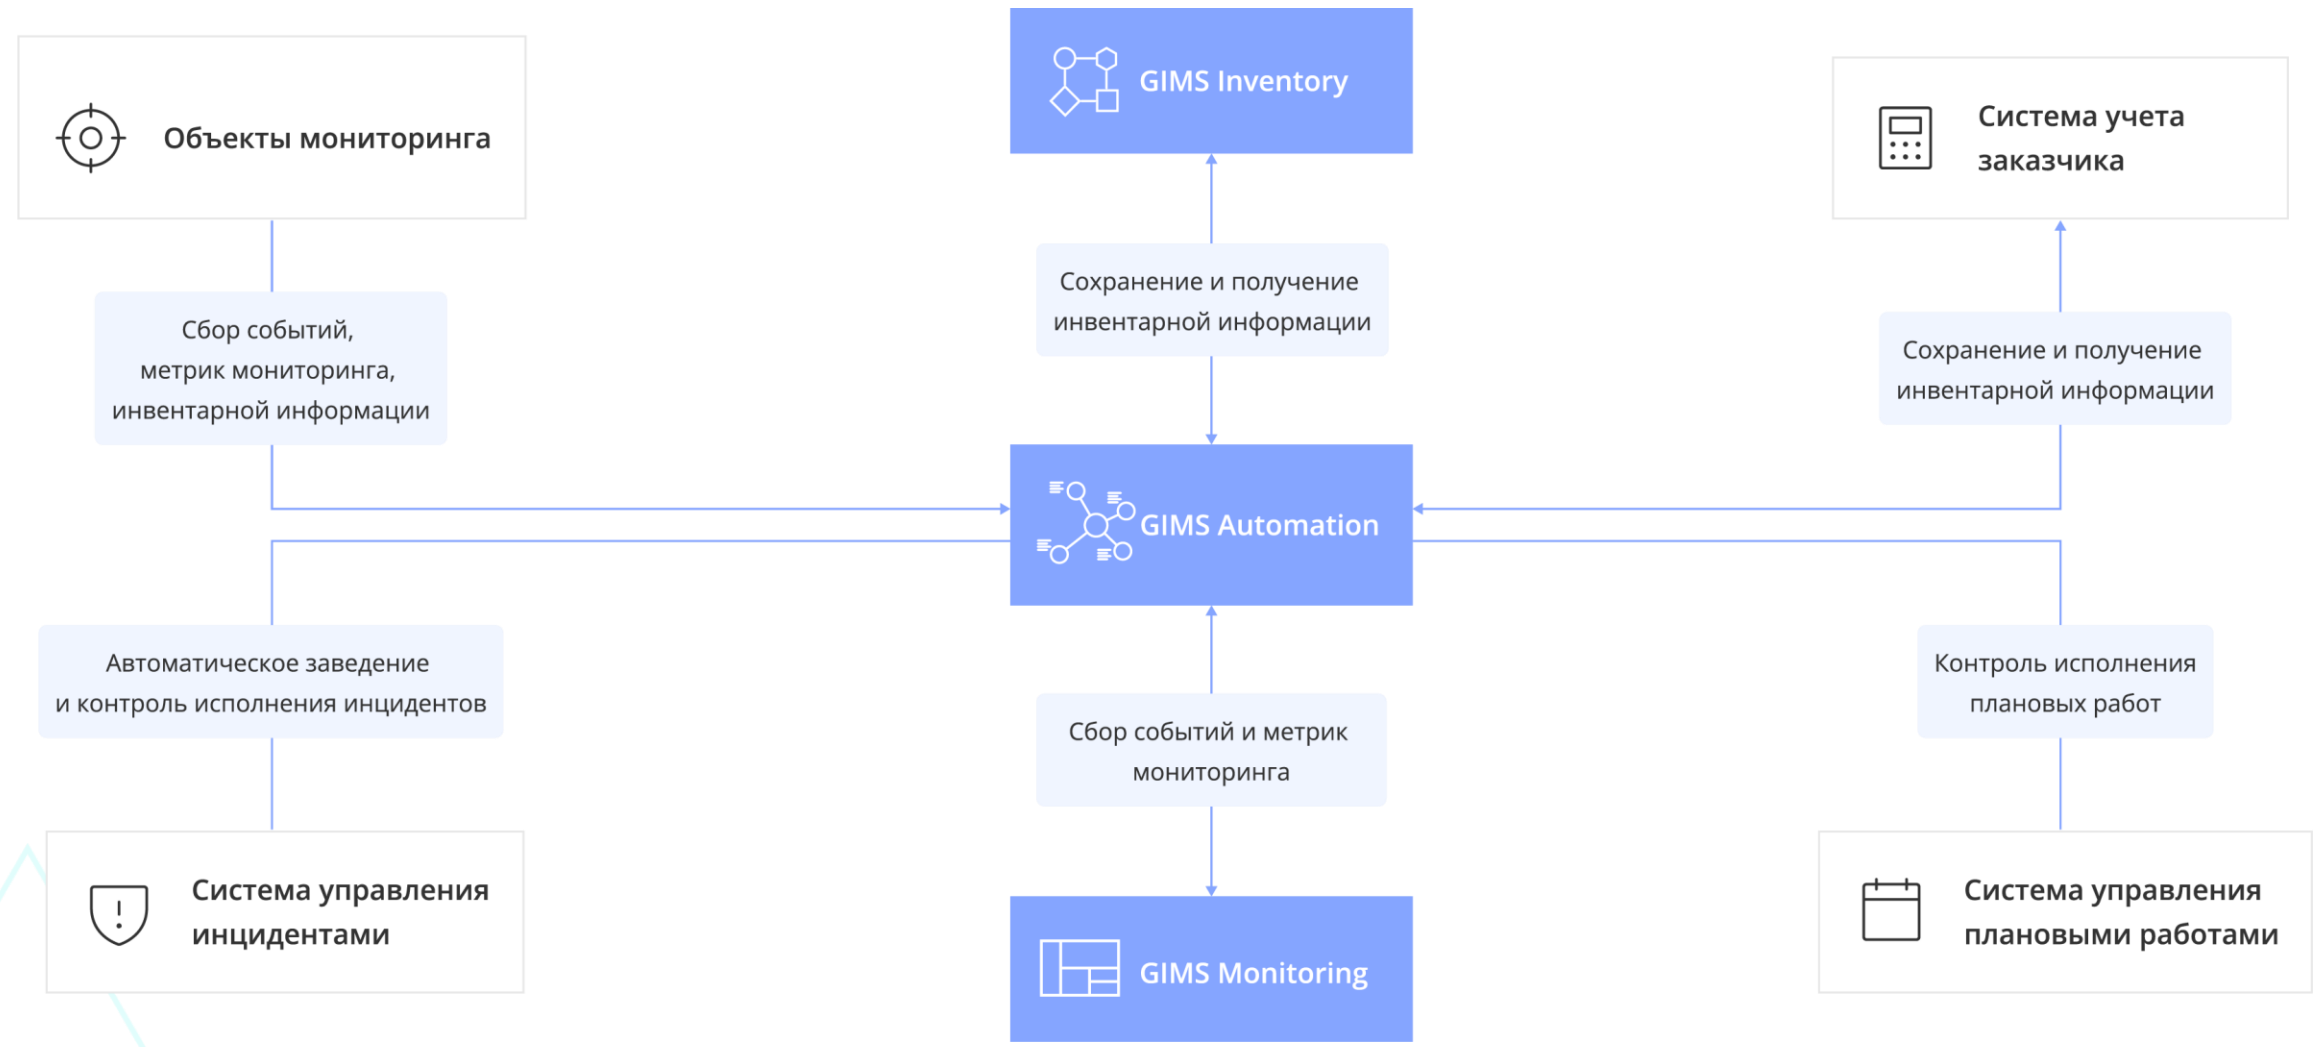 Объекты мониторинга
GIMS Inventory
Система учета
заказчика
Сбор событий,
метрик мониторинга,
инвентарной информации
Сохранение и получение
инвентарной информации
Сохранение и получение
инвентарной информации
GIMS Automation
Автоматическое заведение
и контроль исполнения инцидентов
Сбор событий и метрик
мониторинга
Контроль исполнения
плановых работ
Система управления
инцидентами
GIMS Monitoring
Система управления
плановыми работами